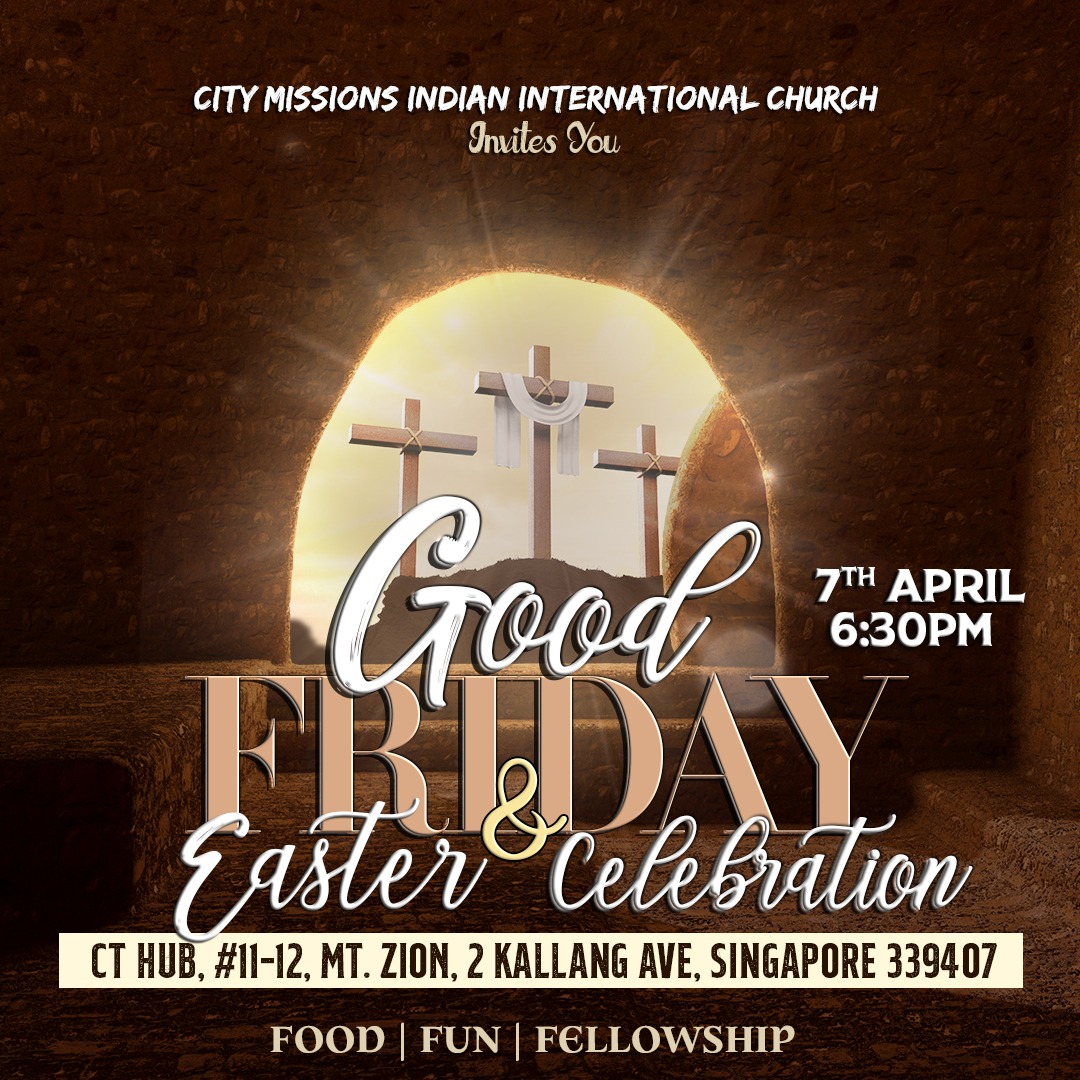 CITY MISSIONS INDIAN INTERNATIONAL CHURCH
Invites You
7TH APRIL
6:30PM
Good
FRIDAY
&
Easter Celebration
CT HUB, #11-12, MT. ZION, 2 KALLANG AVE, SINGAPORE 339407
FOOD | FUN | FELLOWSHIP